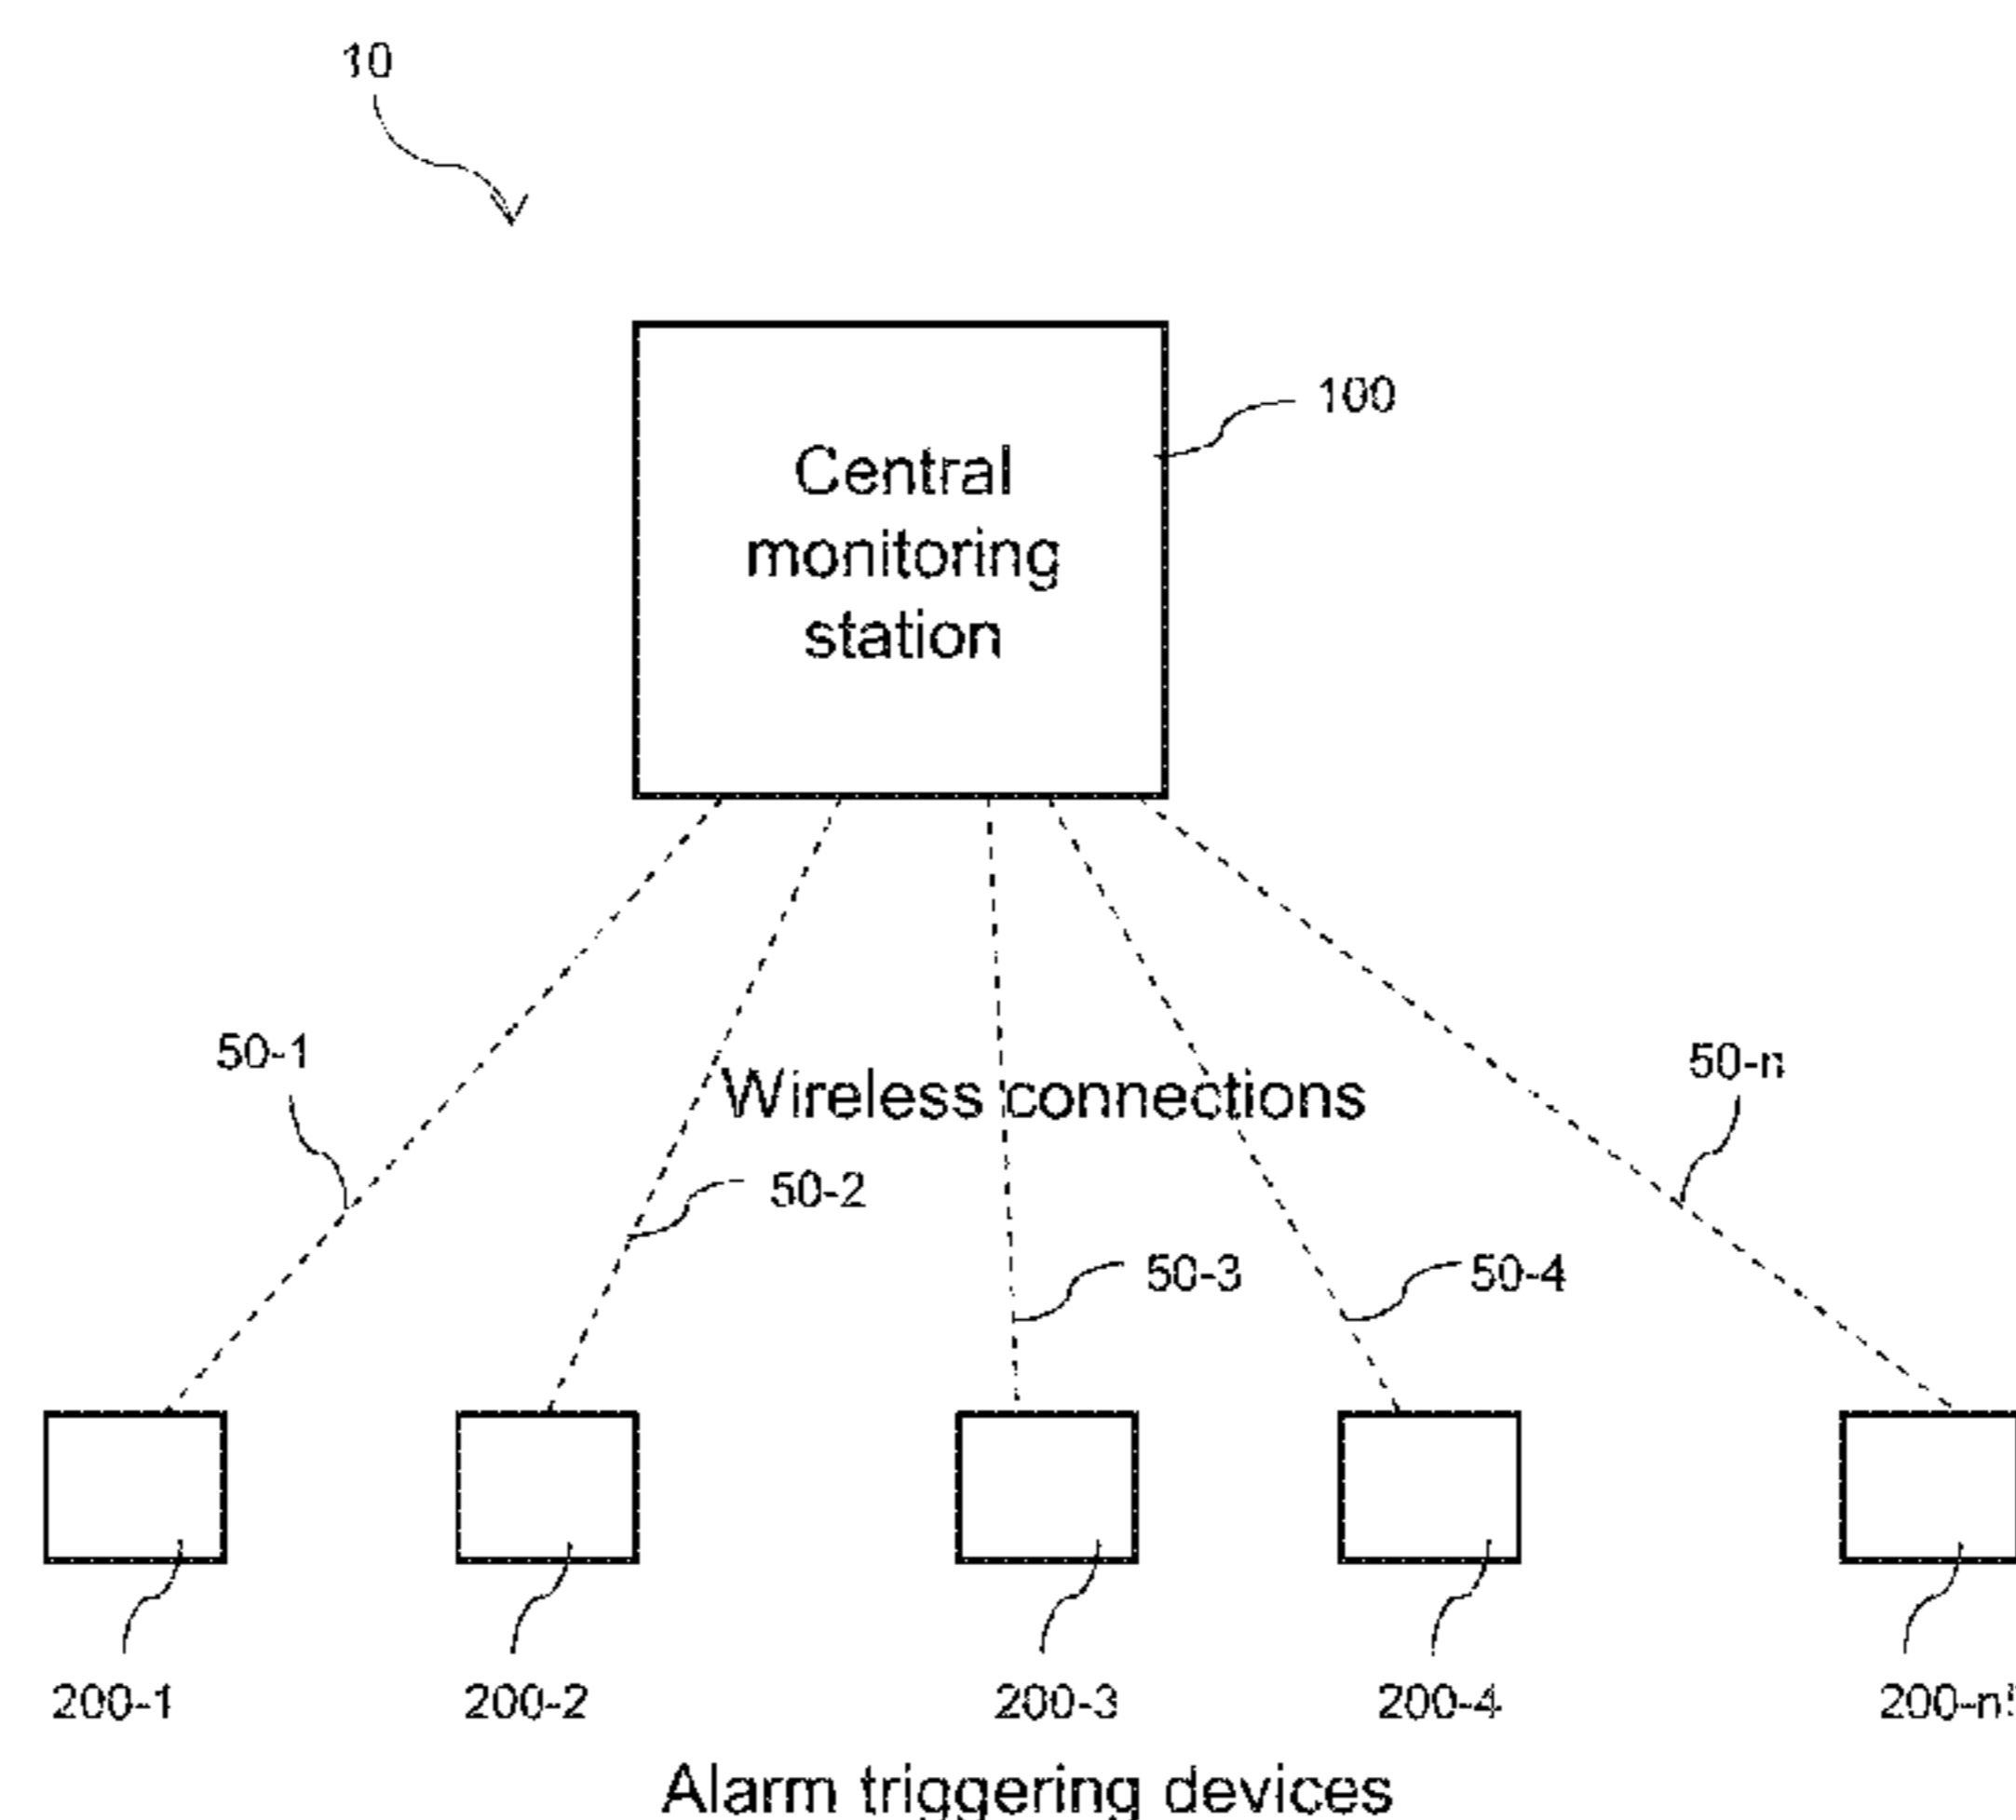 10
100
Central
monitoring
station
50-1
Wireless connections
50-n
50-2
50-3
50-4
200-1
200-2
200-3
200-4
200-n
Alarm triggering devices